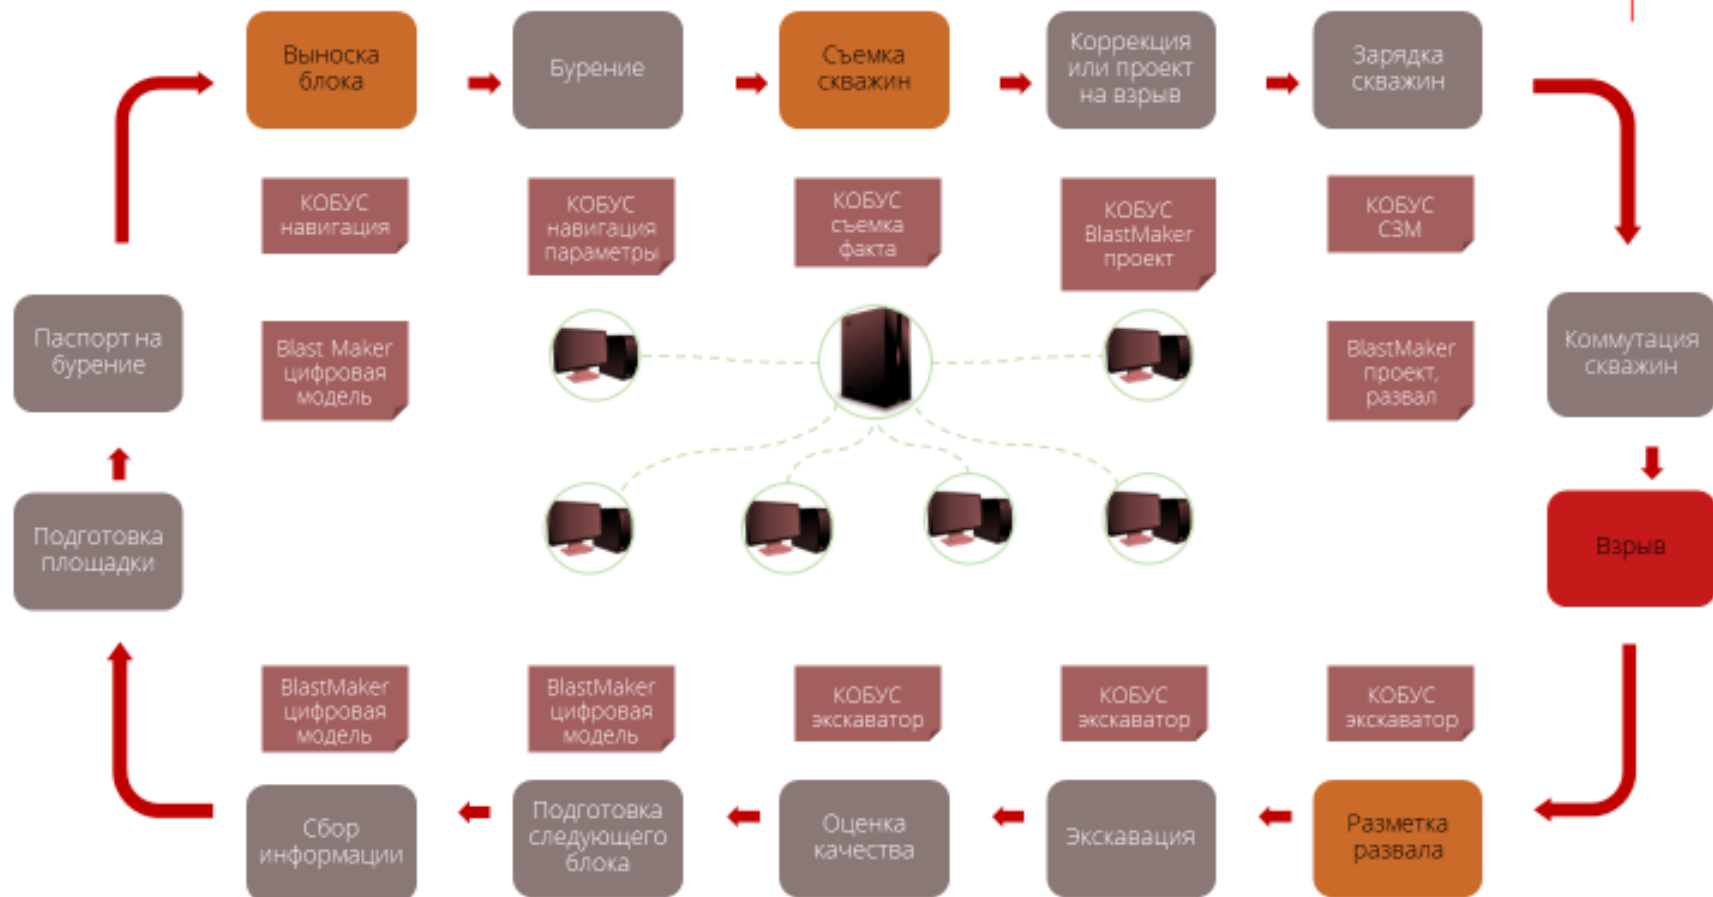 Выноска
блока
Бурение
Съемка
скважин
Коррекция
или проект
на взрыв
Зарядка
скважин
КОБУС
навигация
КОБУС
навигация
параметры
КОБУС
съемка
факта
КОБУС
BlastMaker
проект
КОБУС
СЗМ
Паспорт на
бурение
Blast Maker
цифровая
модель
BlastMaker
проект,
развал
Коммутация
скважин
Подготовка
площадки
Взрыв
BlastMaker
цифровая
модель
BlastMaker
цифровая
модель
КОБУС
экскаватор
КОБУС
экскаватор
КОБУС
экскаватор
Сбор
информации
Подготовка
следующего
блока
Оценка
качества
Экскавация
Разметка
развала